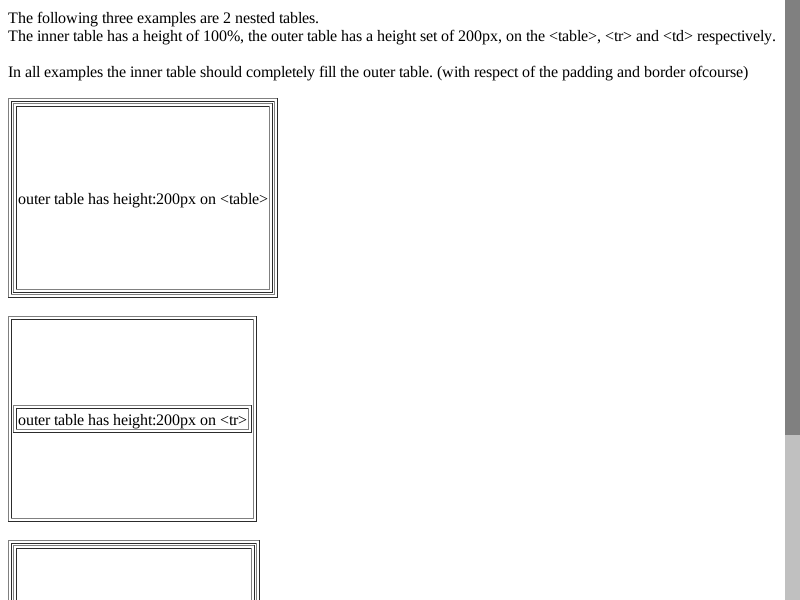 The following three examples are 2 nested tables.
The inner table has a height of 100%, the outer table has a height set of 200px, on the <table>, <tr> and <td> respectively.
In all examples the inner table should completely fill the outer table. (with respect of the padding and border ofcourse)
outer table has height:200px on <table>
outer table has height:200px on <tr>